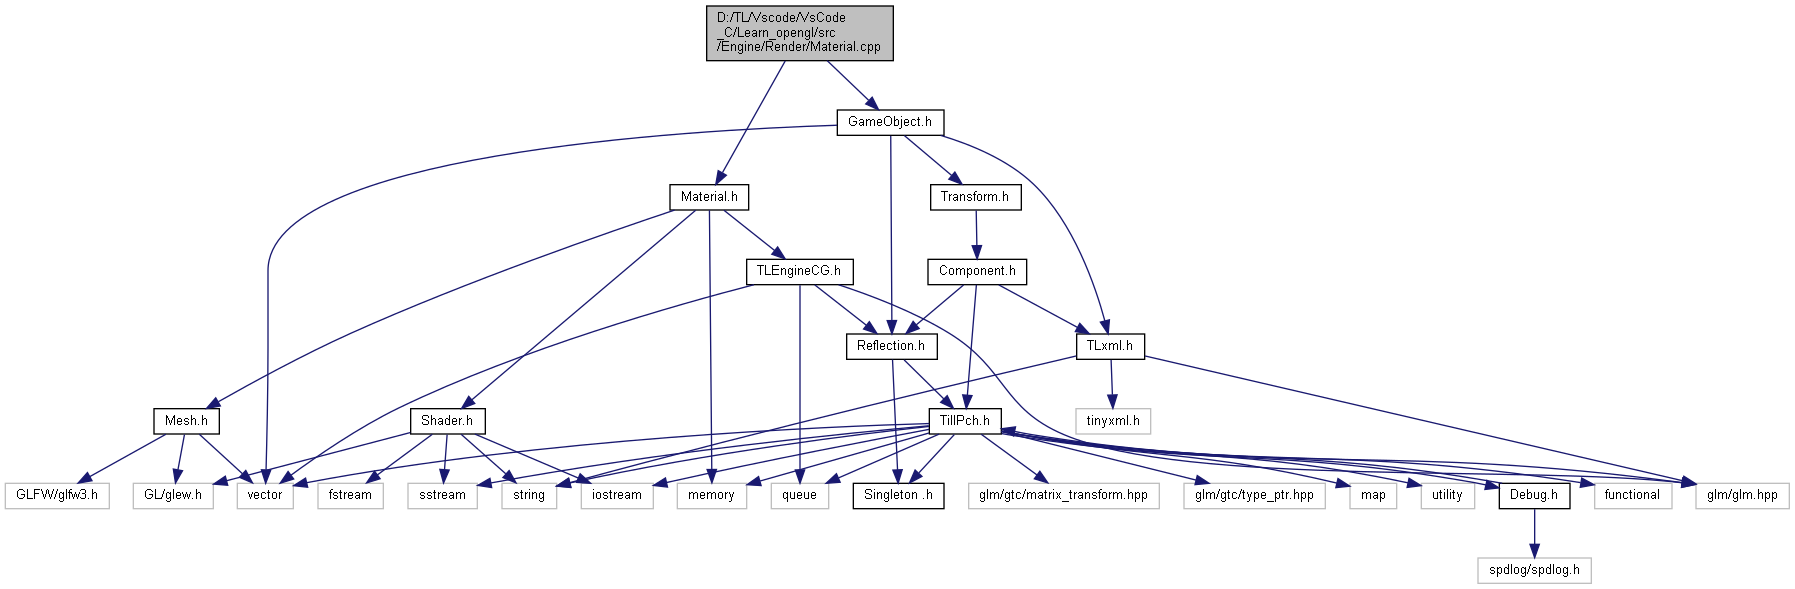 D:/TL/Vscode/VsCode
_C/Learn_opengl/src
/Engine/Render/Material.cpp
GameObject.h
Material.h
Transform.h
TLEngineCG.h
Component.h
Reflection.h
TLxml.h
Mesh.h
Shader.h
TillPch.h
tinyxml.h
GLFW/glfw3.h
GL/glew.h
vector
fstream
sstream
string
iostream
memory
queue
Singleton .h
glm/gtc/matrix_transform.hpp
glm/gtc/type_ptr.hpp
map
utility
Debug.h
functional
glm/glm.hpp
spdlog/spdlog.h